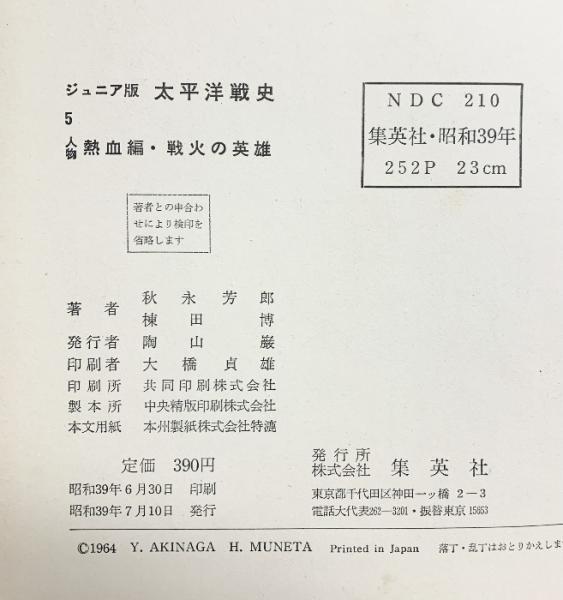 ジュニア版 太平洋戦史
5
人物 熱血編・戦火の英雄
NDC 210
集英社・昭和39年
252P 23cm
著者との申合わ
せにより検印を
省略します
著者 秋永芳郎
棟田博
発行者 陶山巌
印刷者 大橋貞雄
印刷所 共同印刷株式会社
製本所 中央精版印刷株式会社
本文用紙 本州製紙株式会社特漉
定価 390円
昭和39年6月30日 印刷
昭和39年7月10日 発行
発行所
株式会社 集英社
東京都千代田区神田一ッ橋 2-3
電話大代表262-3201・振替東京15653
©1964 Y. AKINAGA H. MUNETA Printed in Japan 落丁・乱丁はおとりかえしま